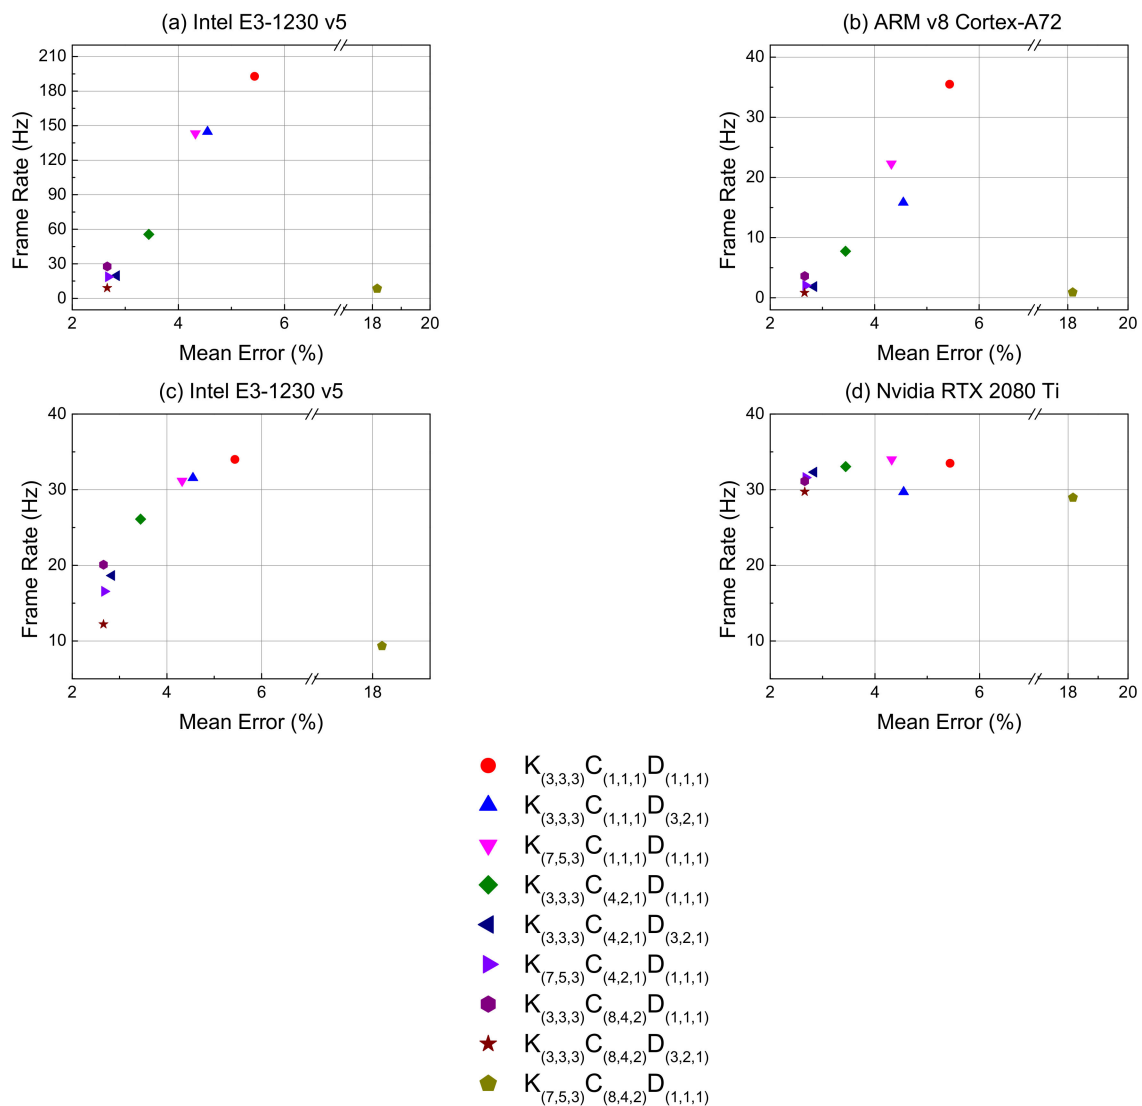 (a) Intel E3-1230 v5
210
180
150
120
90
60
30
0
Frame Rate (Hz)
2 4 6 18 20
Mean Error (%)
(b) ARM v8 Cortex-A72
40
30
20
10
0
Frame Rate (Hz)
2 4 6 18 20
Mean Error (%)
(c) Intel E3-1230 v5
40
30
20
10
Frame Rate (Hz)
2 4 6 18
Mean Error (%)
(d) Nvidia RTX 2080 Ti
40
30
20
10
Frame Rate (Hz)
2 4 6 18 20
Mean Error (%)
K(3,3,3)C(1,1,1)D(1,1,1)
K(3,3,3)C(1,1,1)D(3,2,1)
K(7,5,3)C(1,1,1)D(1,1,1)
K(3,3,3)C(4,2,1)D(1,1,1)
K(3,3,3)C(4,2,1)D(3,2,1)
K(7,5,3)C(4,2,1)D(1,1,1)
K(3,3,3)C(8,4,2)D(1,1,1)
K(3,3,3)C(8,4,2)D(3,2,1)
K(7,5,3)C(8,4,2)D(1,1,1)